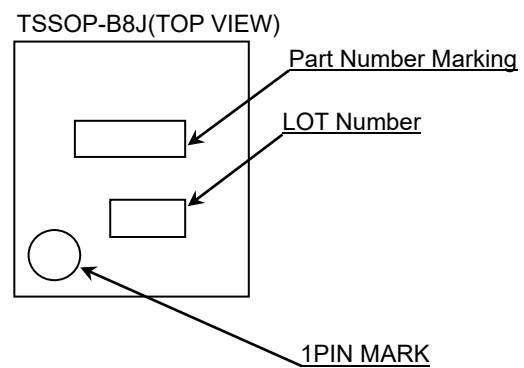 TSSOP-B8J(TOP VIEW)
Part Number Marking
LOT Number
1PIN MARK